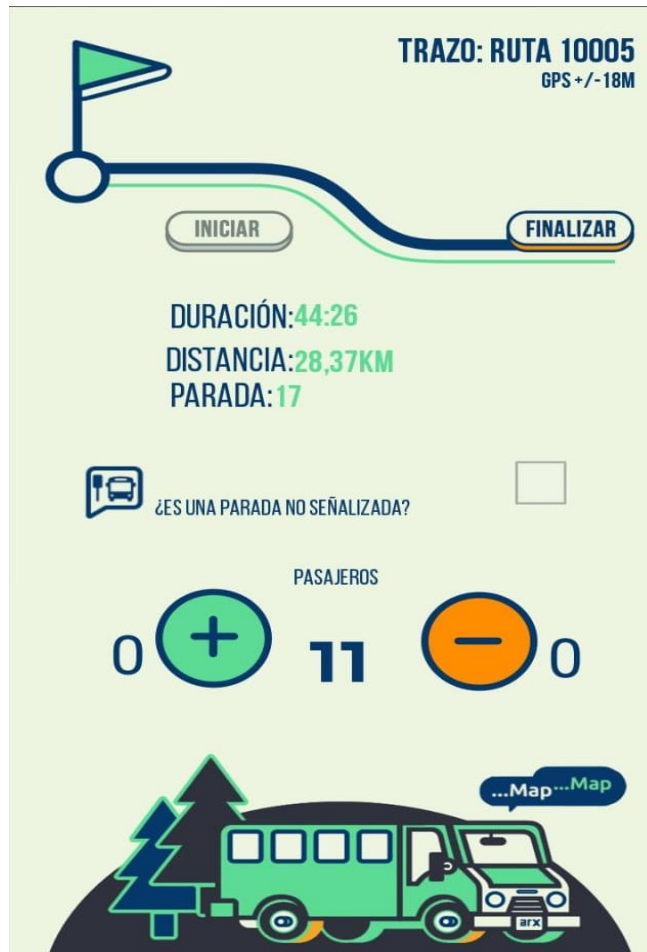 TRAZO: RUTA 10005
GPS +/-18M
INICIAR
FINALIZAR
DURACIÓN:44:26
DISTANCIA:28,37KM
PARADA:17
¿ES UNA PARADA NO SEÑALIZADA?
PASAJEROS
0 + 11 - 0
...Map...Map
arx